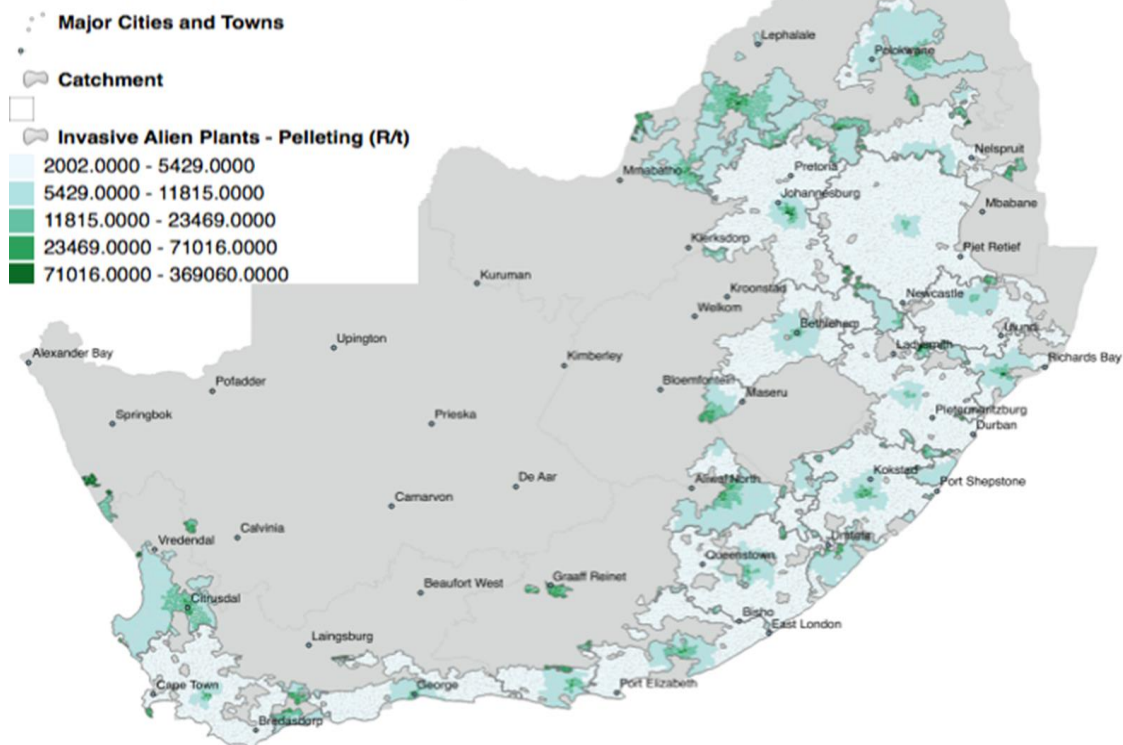 Major Cities and Towns
Catchment
Invasive Alien Plants - Pelleting (R/t)
2002.0000 - 5429.0000
5429.0000 - 11815.0000
11815.0000 - 23469.0000
23469.0000 - 71016.0000
71016.0000 - 369060.0000
Lephalale
Polokwane
Nelspruit
Mmabatho
Pretoria
Johannesburg
Mbabane
Klerksdorp
Piet Retief
Kuruman
Kroonstad
Newcastle
Welkom
Upington
Bethlehem
Ulundi
Ladysmith
Alexander Bay
Kimberley
Richards Bay
Pofadder
Bloemfontein
Maseru
Springbok
Prieska
Pietermaritzburg
Durban
De Aar
Aliwal North
Kokstad
Port Shepstone
Carnarvon
Calvinia
Vredendal
Umtata
Queenstown
Beaufort West
Graaff Reinet
Citrusdal
Bisho
East London
Laingsburg
Cape Town
George
Port Elizabeth
Bredasdorp